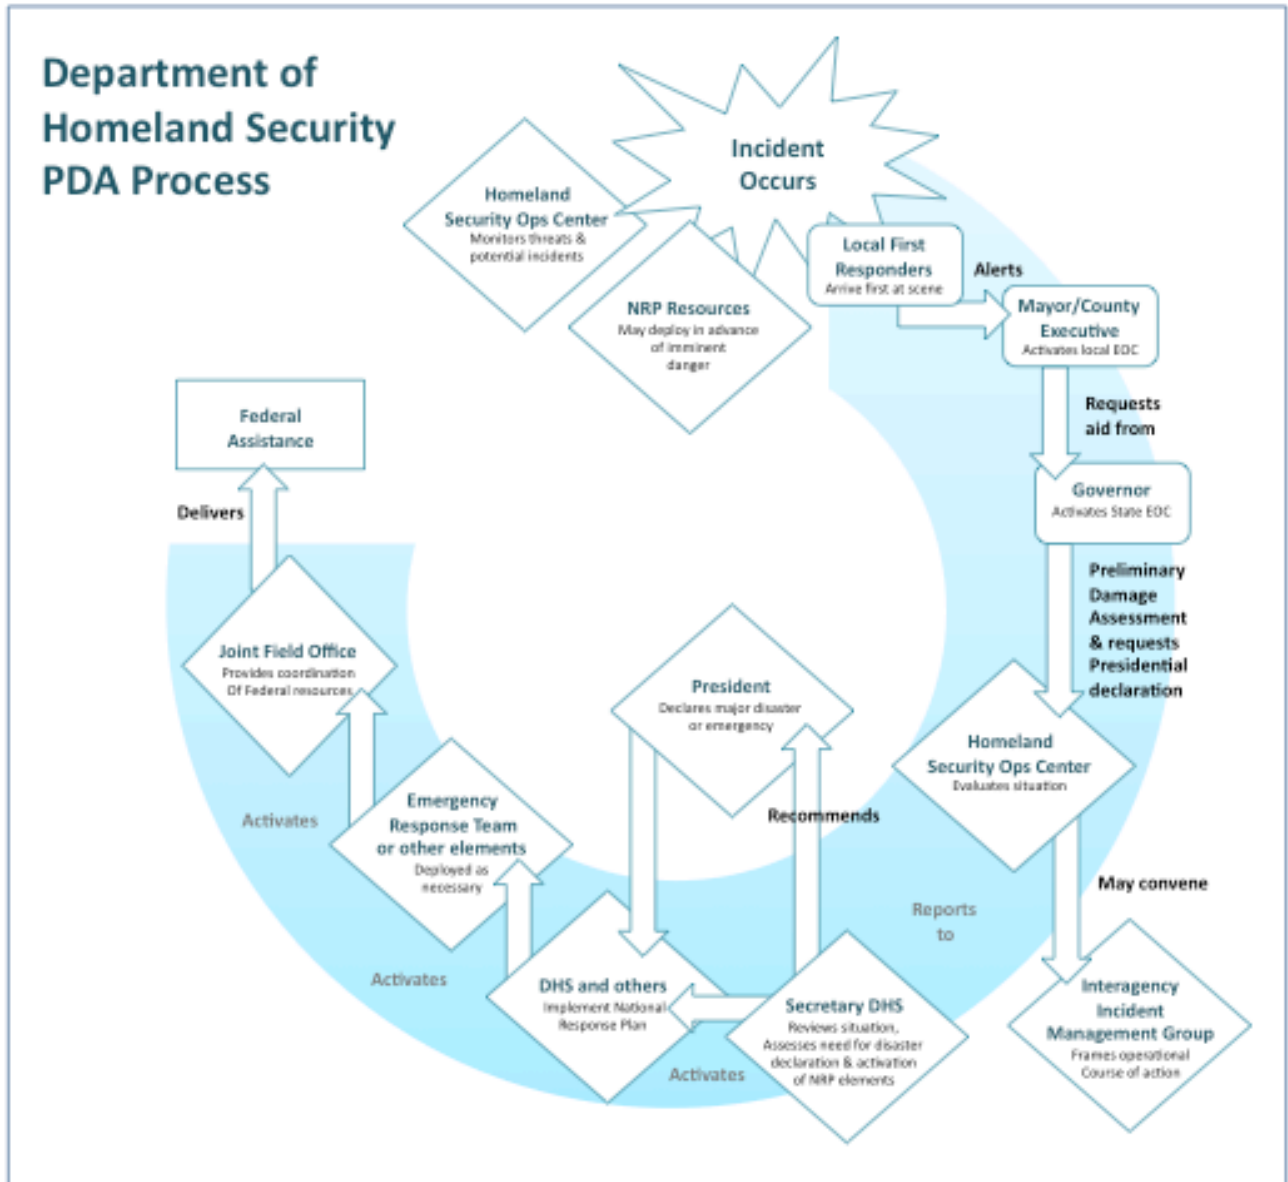 Department of
Homeland Security
PDA Process
Incident
Occurs
Homeland
Security Ops Center
Monitors threats &
potential incidents
NRP Resources
May deploy in advance
of imminent
danger
Local First
Responders
Arrive first at scene
Alerts
Mayor/County
Executive
Activates local EOC
Requests
aid from
Governor
Activates State EOC
Preliminary
Damage
Assessment
& requests
Presidential
declaration
Homeland
Security Ops Center
Evaluates situation
May convene
Interagency
Incident
Management Group
Frames operational
Course of action
Reports
to
Secretary DHS
Reviews situation,
Assesses need for disaster
declaration & activation
of NRP elements
Recommends
President
Declares major disaster
or emergency
Activates
DHS and others
Implement National
Response Plan
Activates
Emergency
Response Team
or other elements
Deployed as
necessary
Activates
Joint Field Office
Provides coordination
Of Federal resources
Delivers
Federal
Assistance